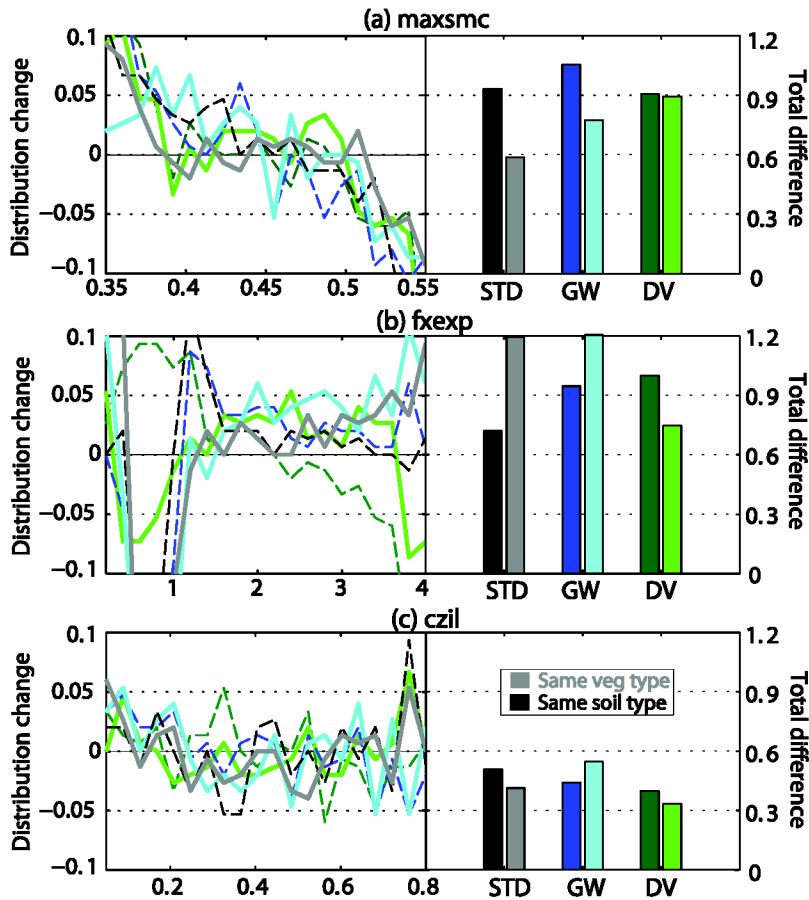 (a) maxsmc
0.1
0.05
0
−0.05
−0.1
Distribution change
0.35 0.4 0.45 0.5 0.55
1.2
0.9
0.6
0.3
0
Total difference
STD GW DV
(b) fxexp
0.1
0.05
0
−0.05
−0.1
Distribution change
1 2 3 4
1.2
0.9
0.6
0.3
0
Total difference
STD GW DV
(c) czil
0.1
0.05
0
−0.05
−0.1
Distribution change
0.2 0.4 0.6 0.8
Same veg type
Same soil type
1.2
0.9
0.6
0.3
0
Total difference
STD GW DV